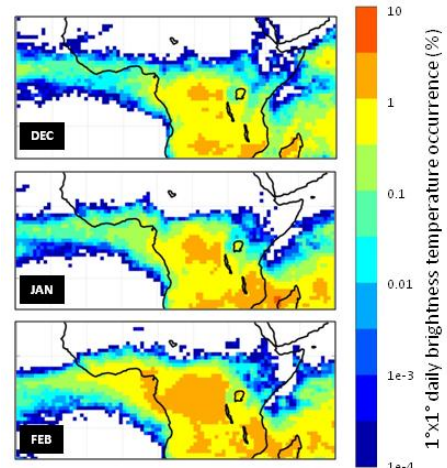 DEC
JAN
FEB
10
1
0.1
0.01
1e-3
1e-4
1°x1° daily brightness temperature occurrence (%)